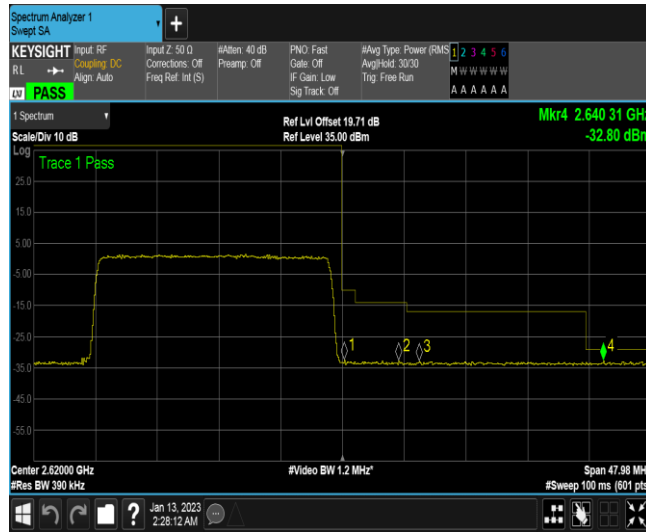 Spectrum Analyzer 1
Swept SA
KEYSIGHT Input: RF Input Z: 50 Ω #Atten: 40 dB PNO: Fast #Avg Type: Power (RMS 1 2 3 4 5 6
RL Coupling: DC Corrections: Off Preamp: Off Gate: Off Avg|Hold: 30/30 M W W W W W
Align: Auto Freq Ref: Int (S) IF Gain: Low Trig: Free Run
LXI PASS Sig Track: Off A A A A A A
1 Spectrum Ref Lvl Offset 19.71 dB Mkr4 2.640 31 GHz
Scale/Div 10 dB Ref Level 35.00 dBm -32.80 dBm
Log
Trace 1 Pass
25.0
15.0
5.00
-5.00
-15.0
-25.0
1 2 3 4
-35.0
-45.0
-55.0
Center 2.62000 GHz #Video BW 1.2 MHz* Span 47.98 MH
#Res BW 390 kHz #Sweep 100 ms (601 pts
? Jan 13, 2023
2:28:12 AM